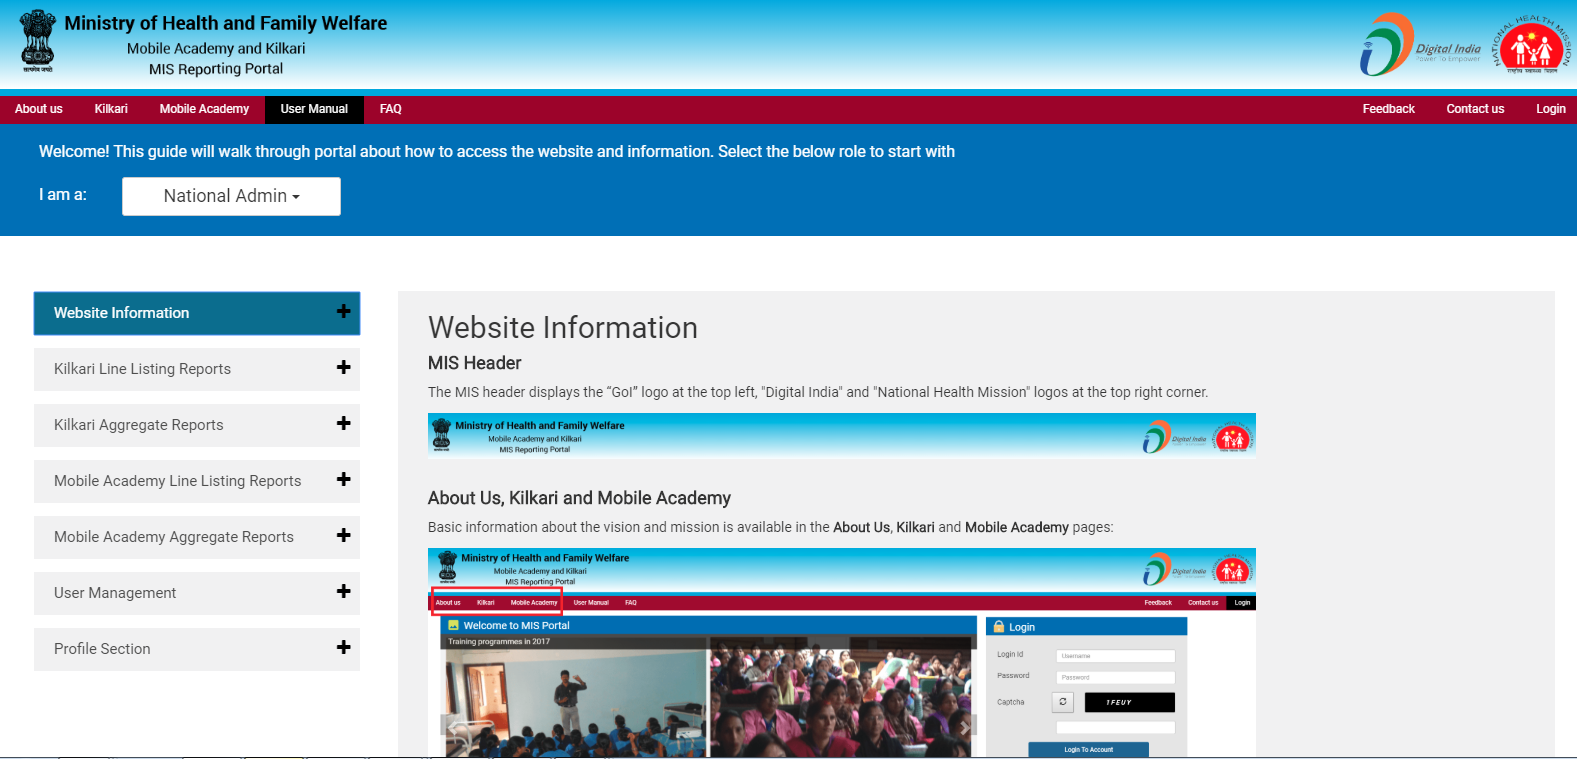 Ministry of Health and Family Welfare
Mobile Academy and Kilkari
MIS Reporting Portal
सत्यमेव जयते
Digital India
Power To Empower
NATIONAL HEALTH MISSION
राष्ट्रीय स्वास्थ्य मिशन
About us Kilkari Mobile Academy User Manual FAQ Feedback Contact us Login
Welcome! This guide will walk through portal about how to access the website and information. Select the below role to start with
I am a: National Admin
Website Information
Kilkari Line Listing Reports
Kilkari Aggregate Reports
Mobile Academy Line Listing Reports
Mobile Academy Aggregate Reports
User Management
Profile Section
Website Information
MIS Header
The MIS header displays the “GoI” logo at the top left, "Digital India" and "National Health Mission" logos at the top right corner.
Ministry of Health and Family Welfare
Mobile Academy and Kilkari
MIS Reporting Portal
Digital India
About Us, Kilkari and Mobile Academy
Basic information about the vision and mission is available in the About Us, Kilkari and Mobile Academy pages:
Ministry of Health and Family Welfare
Mobile Academy and Kilkari
MIS Reporting Portal
Digital India
About us Kilkari Mobile Academy User Manual FAQ Feedback Contact us Login
Welcome to MIS Portal
Training programmes in 2017
Login
Login Id Username
Password Password
Captcha 1FEUY
Login To Account